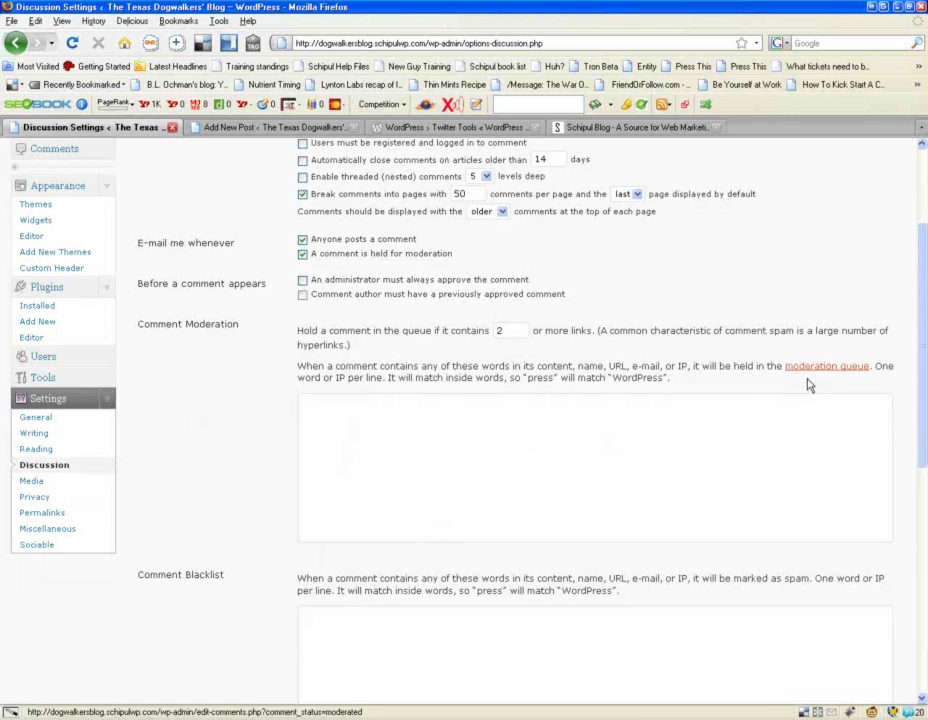 Discussion Settings ‹ The Texas Dogwalkers' Blog — WordPress - Mozilla Firefox
File Edit View History Delicious Bookmarks Tools Help
http://dogwalkersblog.schipulwp.com/wp-admin/options-discussion.php
Google
Most Visited Getting Started Latest Headlines Training standings Schipul Help Files New Guy Training Schipul book list Huh? Tron Beta Entity Press This Press This What tickets need to b...
Recently Bookmarked B.L. Ochman's blog: Y... Nutrient Timing Lynton Labs recap of I... Thin Mints Recipe /Message: The War O... FriendOrFollow.com - ... Be Yourself at Work How To Kick Start A C...
SEOBOOK PageRank 1K 0 8 0 0 0 0 Competition
Discussion Settings ‹ The Texas ... Add New Post ‹ The Texas Dogwalkers'... WordPress › Twitter Tools « WordPress ... Schipul Blog - A Source for Web Marketi...
Comments
Appearance
Themes
Widgets
Editor
Add New Themes
Custom Header
Plugins
Installed
Add New
Editor
Users
Tools
Settings
General
Writing
Reading
Discussion
Media
Privacy
Permalinks
Miscellaneous
Sociable
Users must be registered and logged in to comment
Automatically close comments on articles older than 14 days
Enable threaded (nested) comments 5 levels deep
Break comments into pages with 50 comments per page and the last page displayed by default
Comments should be displayed with the older comments at the top of each page
E-mail me whenever
Anyone posts a comment
A comment is held for moderation
Before a comment appears
An administrator must always approve the comment
Comment author must have a previously approved comment
Comment Moderation
Hold a comment in the queue if it contains 2 or more links. (A common characteristic of comment spam is a large number of
hyperlinks.)
When a comment contains any of these words in its content, name, URL, e-mail, or IP, it will be held in the moderation queue. One
word or IP per line. It will match inside words, so “press” will match “WordPress”.
Comment Blacklist
When a comment contains any of these words in its content, name, URL, e-mail, or IP, it will be marked as spam. One word or IP
per line. It will match inside words, so “press” will match “WordPress”.
http://dogwalkersblog.schipulwp.com/wp-admin/edit-comments.php?comment_status=moderated
20